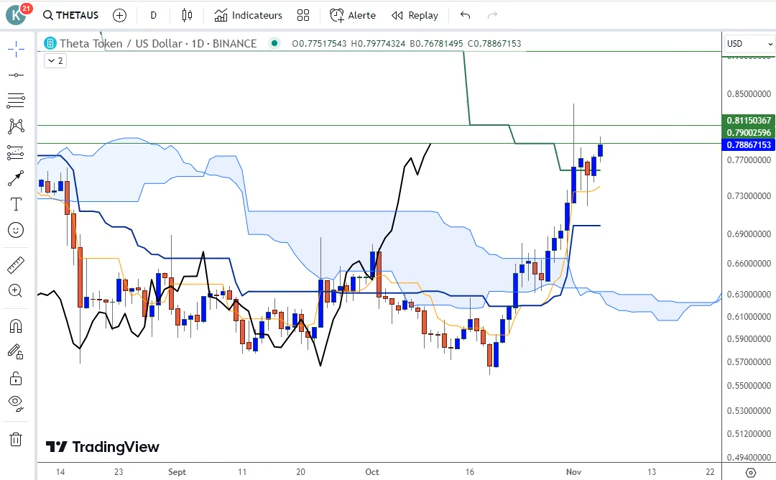 K
21
THETAUS
D
Indicateurs
Alerte
Replay
Theta Token / US Dollar · 1D · BINANCE
O0.77517543 H0.79774324 B0.76781495 C0.78867153
2
USD
0.85000000
0.81150367
0.79002596
0.78867153
0.77000000
0.73000000
0.69000000
0.66000000
0.63000000
0.61000000
0.59000000
0.57000000
0.55000000
0.53000000
0.51200000
0.49400000
TradingView
14
23
Sept
11
20
Oct
16
Nov
13
22